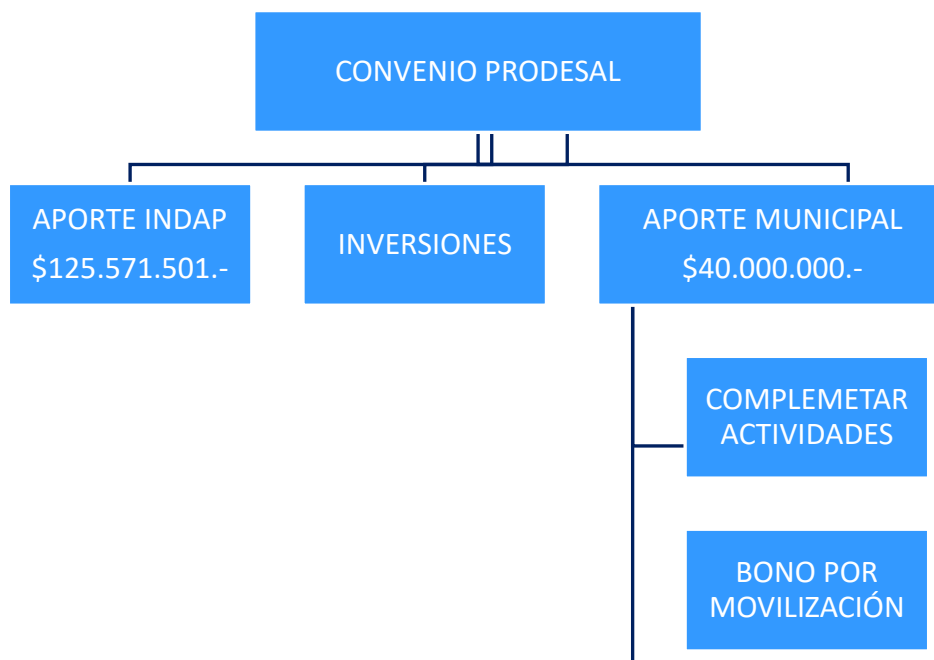 CONVENIO PRODESAL
APORTE INDAP
$125.571.501.-
INVERSIONES
APORTE MUNICIPAL
$40.000.000.-
COMPLEMETAR
ACTIVIDADES
BONO POR
MOVILIZACIÓN